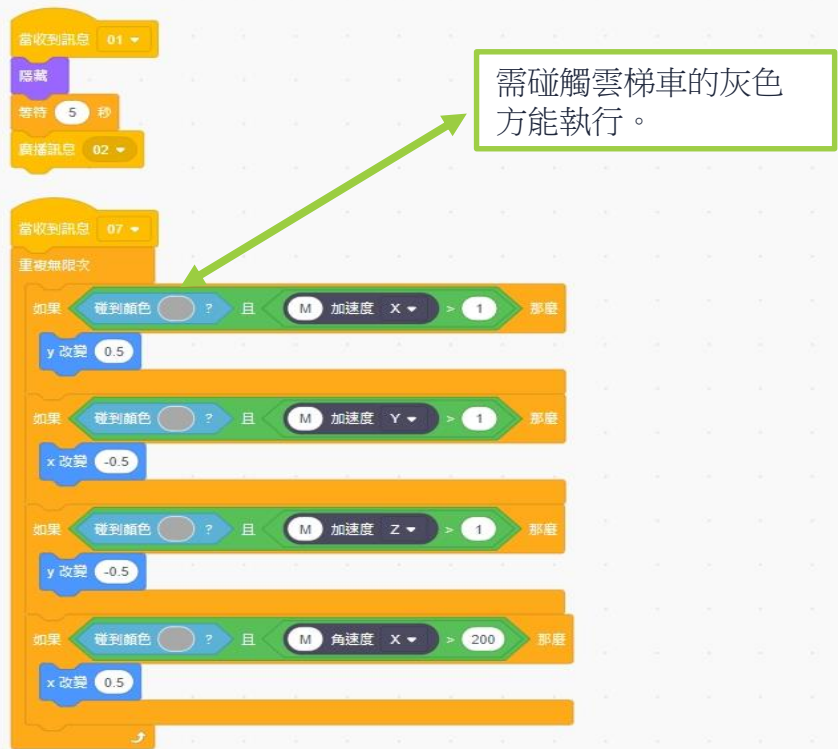 當收到訊息 01
隱藏
等待 5 秒
廣播訊息 02
需碰觸雲梯車的灰色
方能執行。
當收到訊息 07
重複無限次
如果 碰到顏色 ? 且 M 加速度 X > 1 那麼
y 改變 0.5
如果 碰到顏色 ? 且 M 加速度 Y > 1 那麼
x 改變 -0.5
如果 碰到顏色 ? 且 M 加速度 Z > 1 那麼
y 改變 -0.5
如果 碰到顏色 ? 且 M 角速度 X > 200 那麼
x 改變 0.5